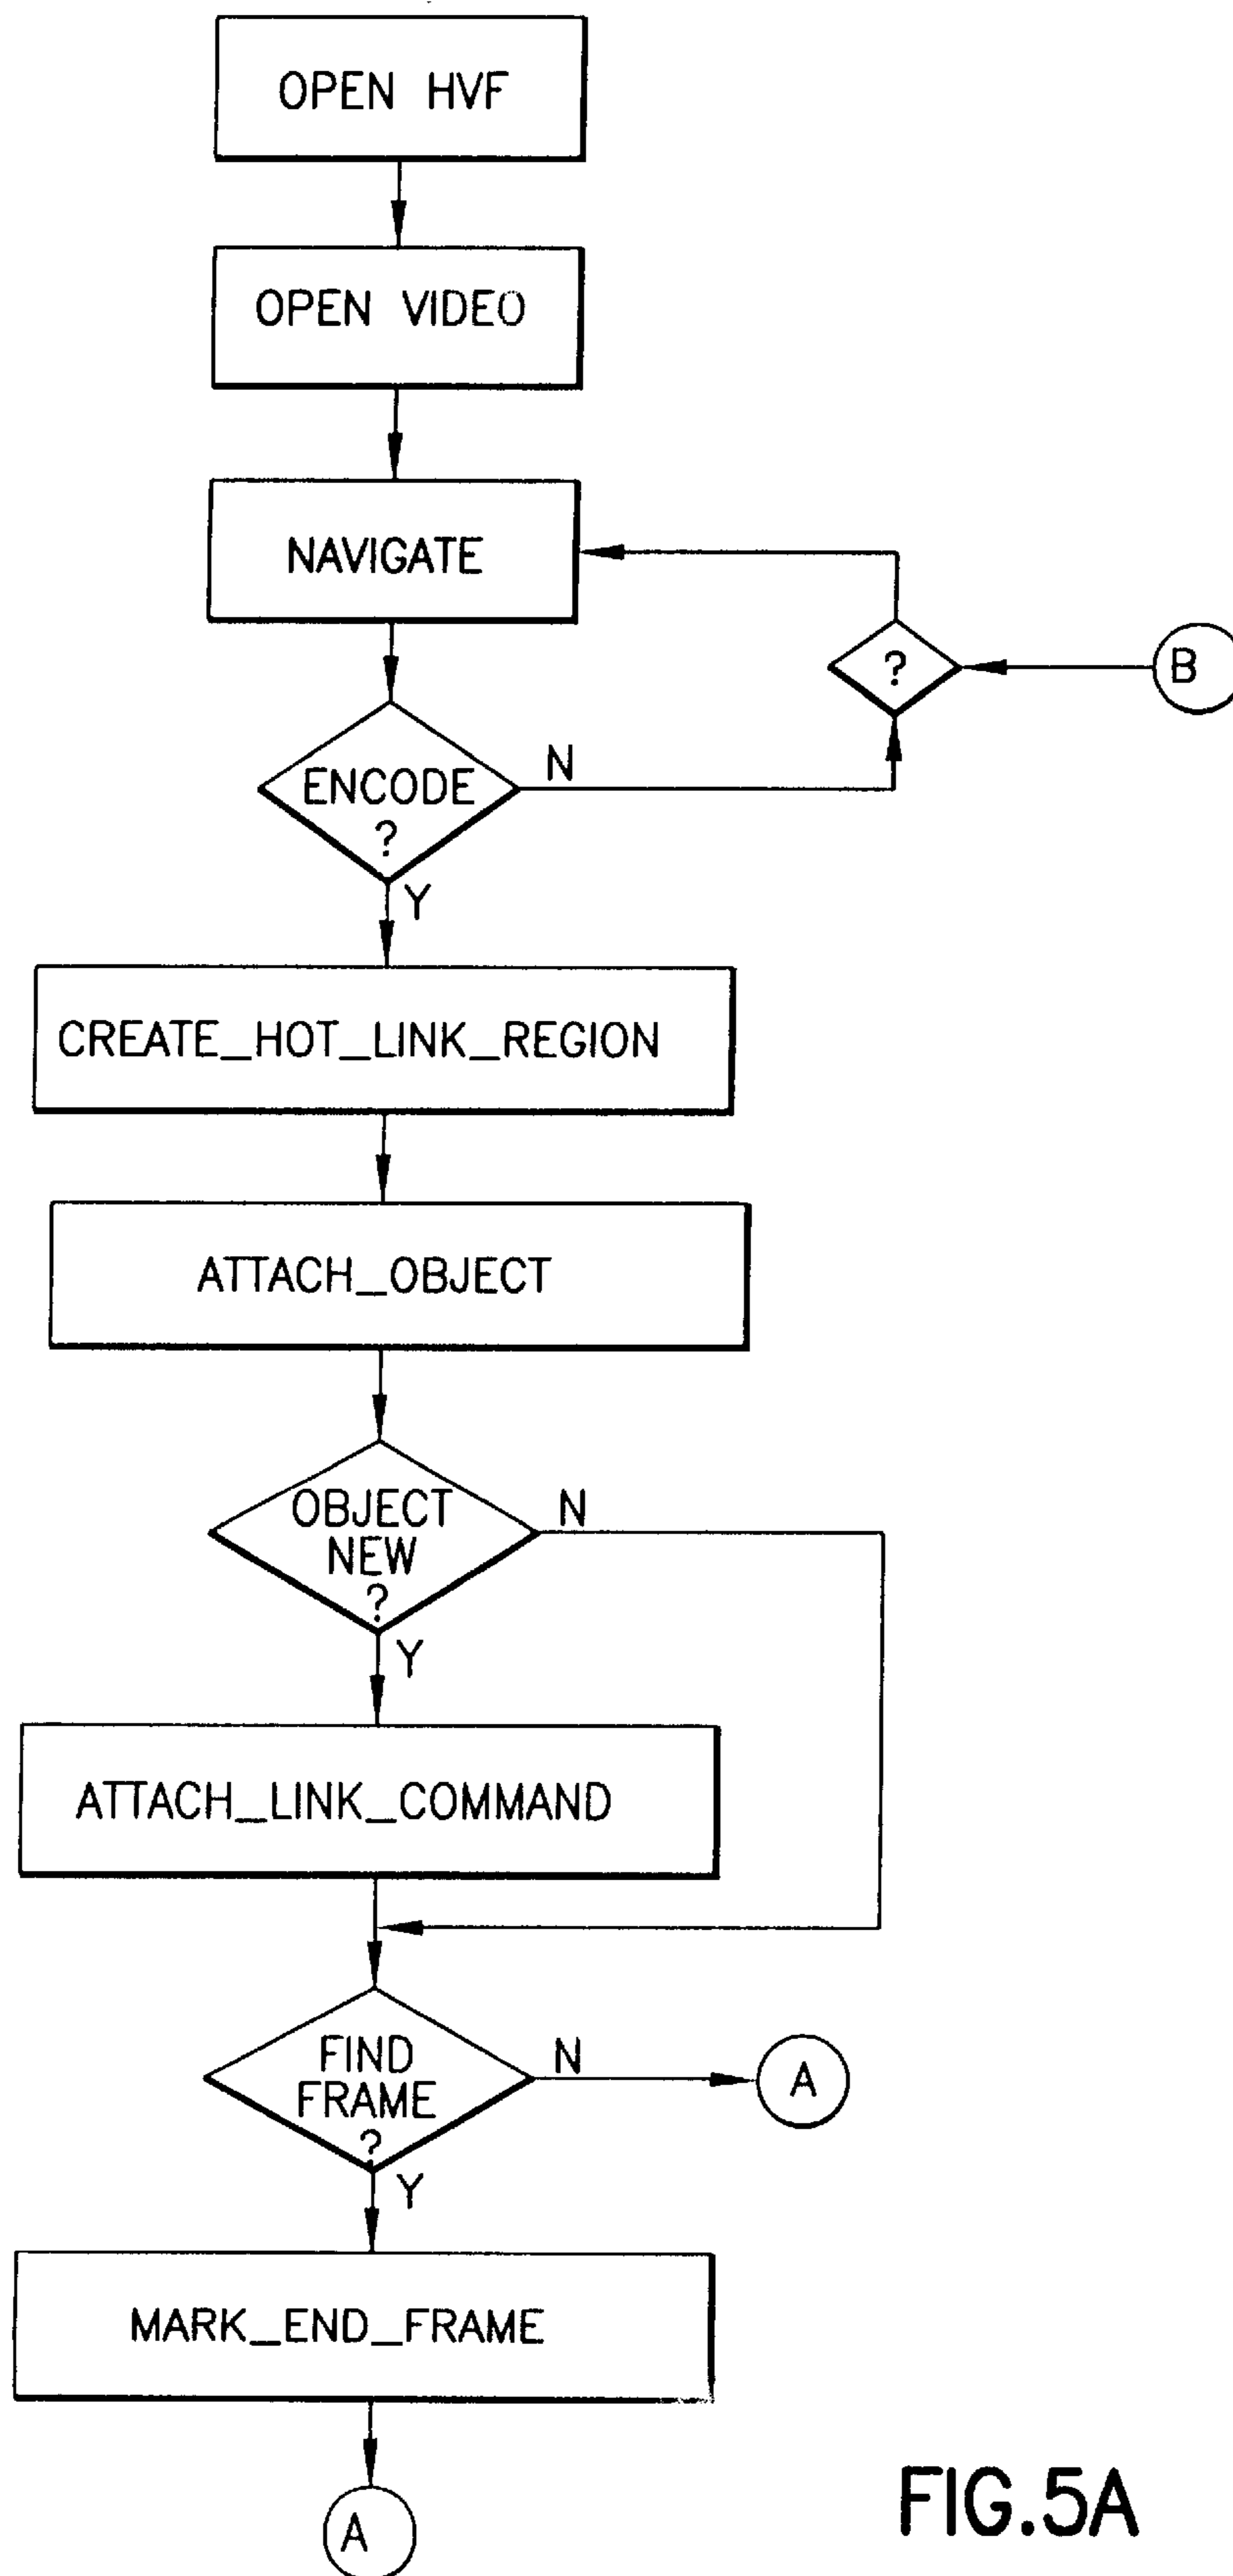 OPEN HVF
OPEN VIDEO
NAVIGATE
?
B
ENCODE
?
N
Y
CREATE_HOT_LINK_REGION
ATTACH_OBJECT
OBJECT
NEW
?
N
Y
ATTACH_LINK_COMMAND
FIND
FRAME
?
N
A
Y
MARK_END_FRAME
A
FIG.5A